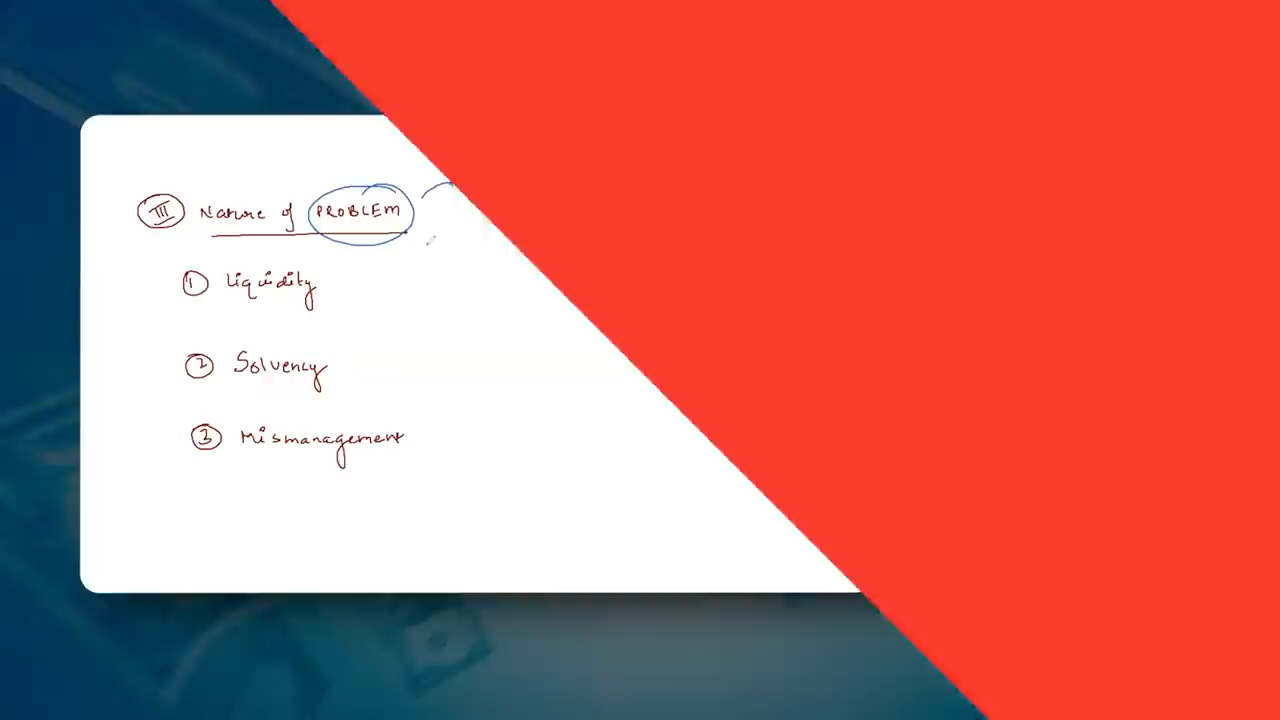 III Nature of PROBLEM
1 Liquidity
2 Solvency
3 Mismanagement